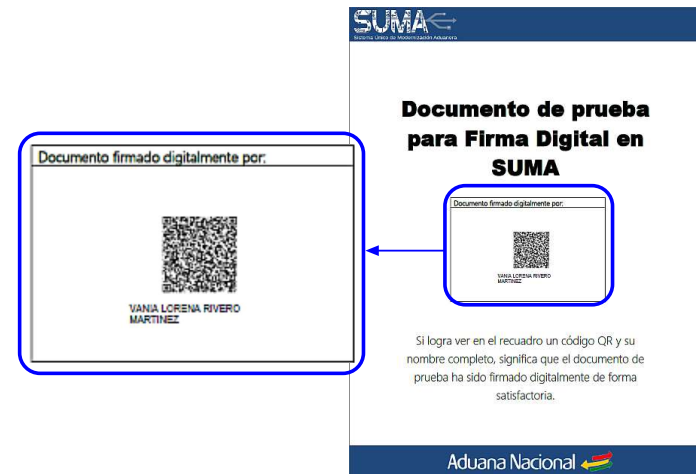 SUMA
Sistema Único de Modernización Aduanera
Documento de prueba
para Firma Digital en
SUMA
Documento firmado digitalmente por:
VANIA LORENA RIVERO
MARTINEZ
Documento firmado digitalmente por:
VANIA LORENA RIVERO
MARTINEZ
Si logra ver en el recuadro un código QR y su
nombre completo, significa que el documento de
prueba ha sido firmado digitalmente de forma
satisfactoria.
Aduana Nacional